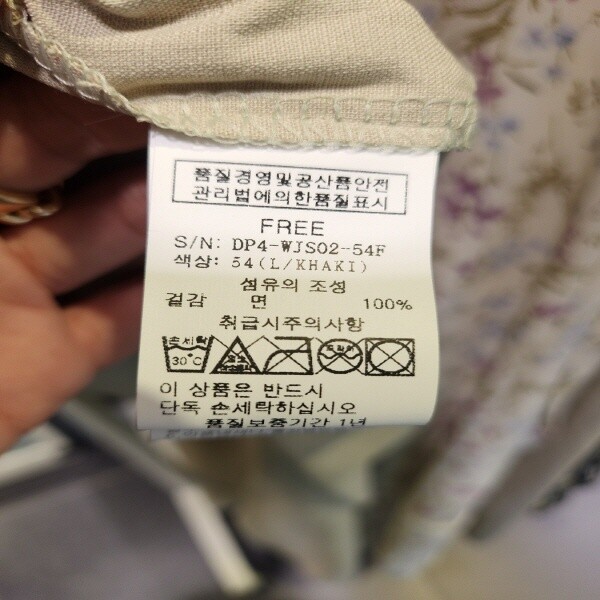 품질경영및공산품안전
관리법에의한품질표시
FREE
S/N: DP4-WJS02-54F
색상: 54(L/KHAKI)
섬유의 조성
겉감 면 100%
취급시주의사항
손세탁
30℃
이 상품은 반드시
단독 손세탁하십시오
품질보증기간 1년